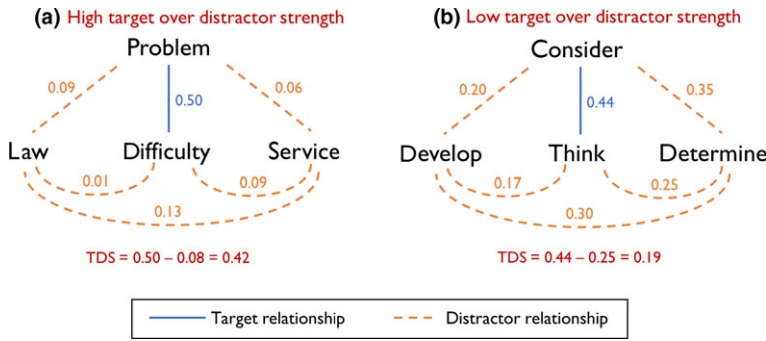 (a) High target over distractor strength
Problem
0.09
0.50
0.06
Law
Difficulty
Service
0.01
0.09
0.13
TDS = 0.50 – 0.08 = 0.42
(b) Low target over distractor strength
Consider
0.20
0.44
0.35
Develop
Think
Determine
0.17
0.25
0.30
TDS = 0.44 – 0.25 = 0.19
Target relationship
Distractor relationship